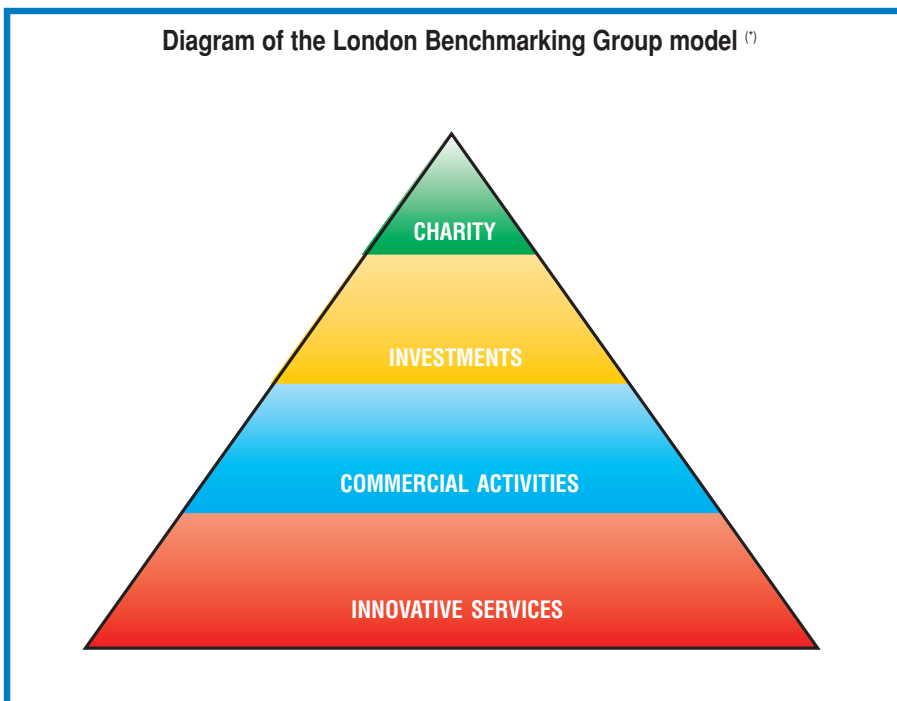 Diagram of the London Benchmarking Group model (*)
CHARITY
INVESTMENTS
COMMERCIAL ACTIVITIES
INNOVATIVE SERVICES